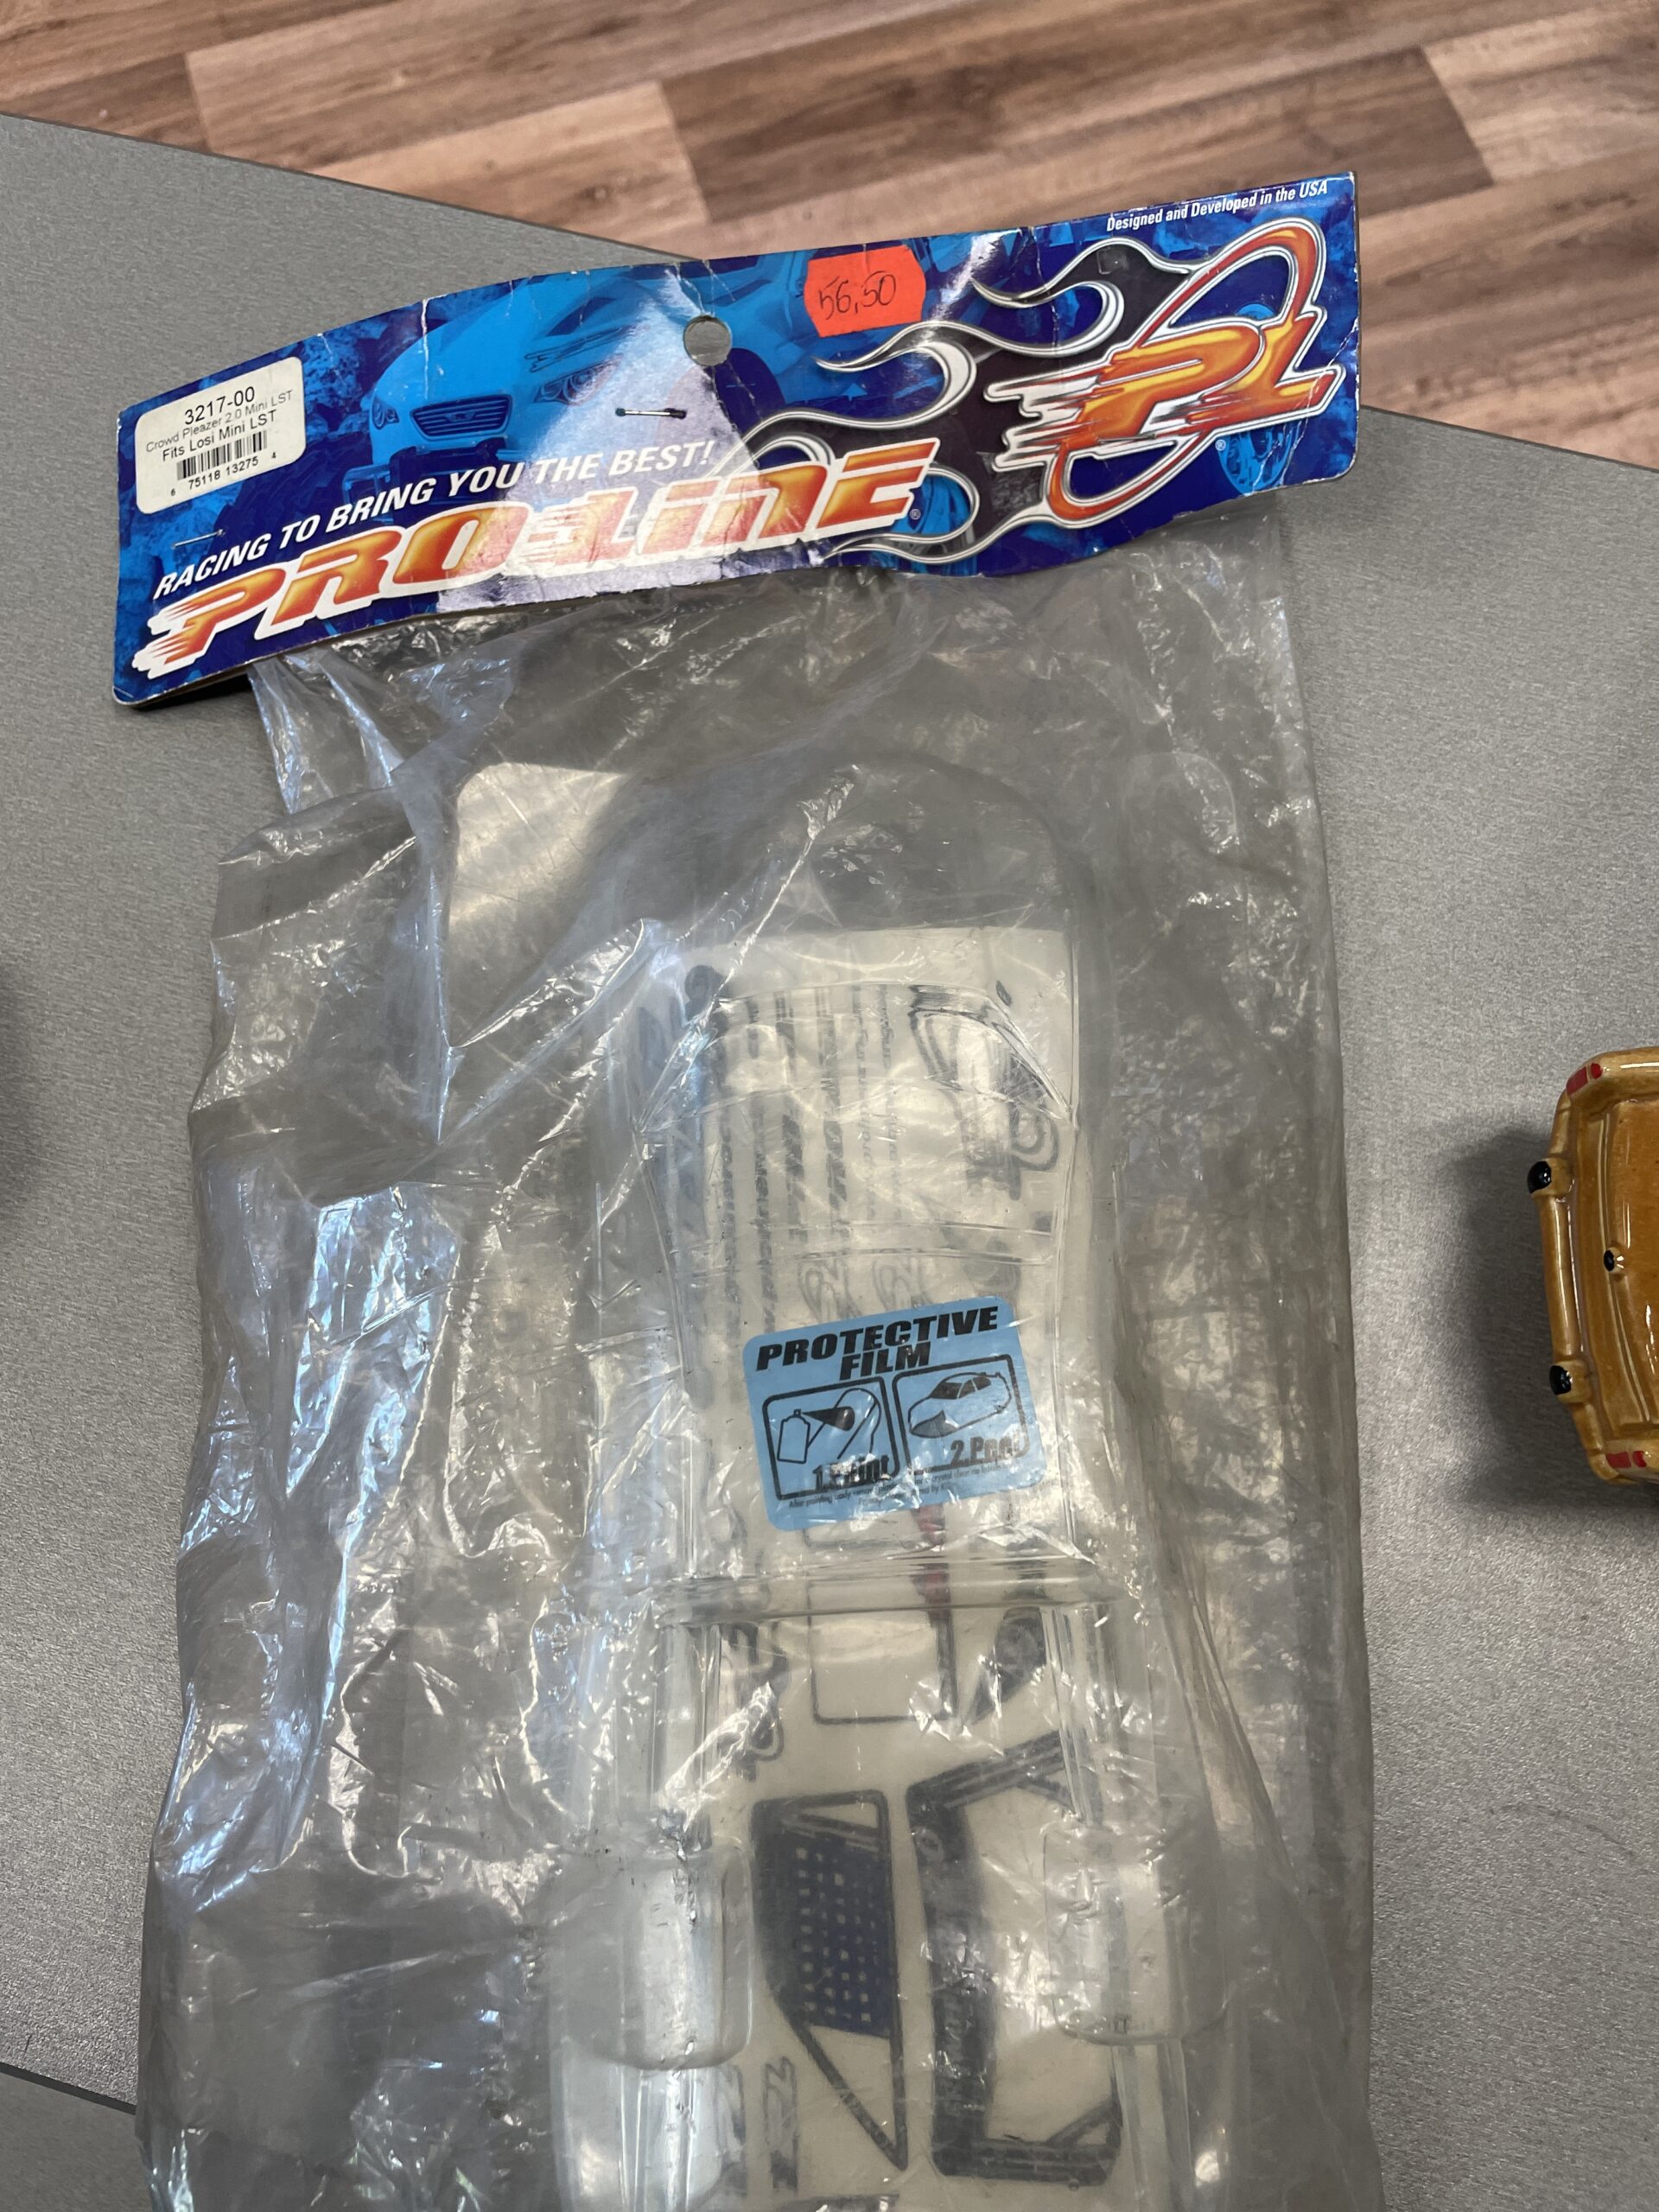 Designed and Developed in the USA
56,50
PL
3217-00
Crowd Pleazer 2.0 Mini LST
Fits Losi Mini LST
6 75118 13275 4
RACING TO BRING YOU THE BEST!
PRO-LINE
PROTECTIVE
FILM
1.Paint
2.Peel